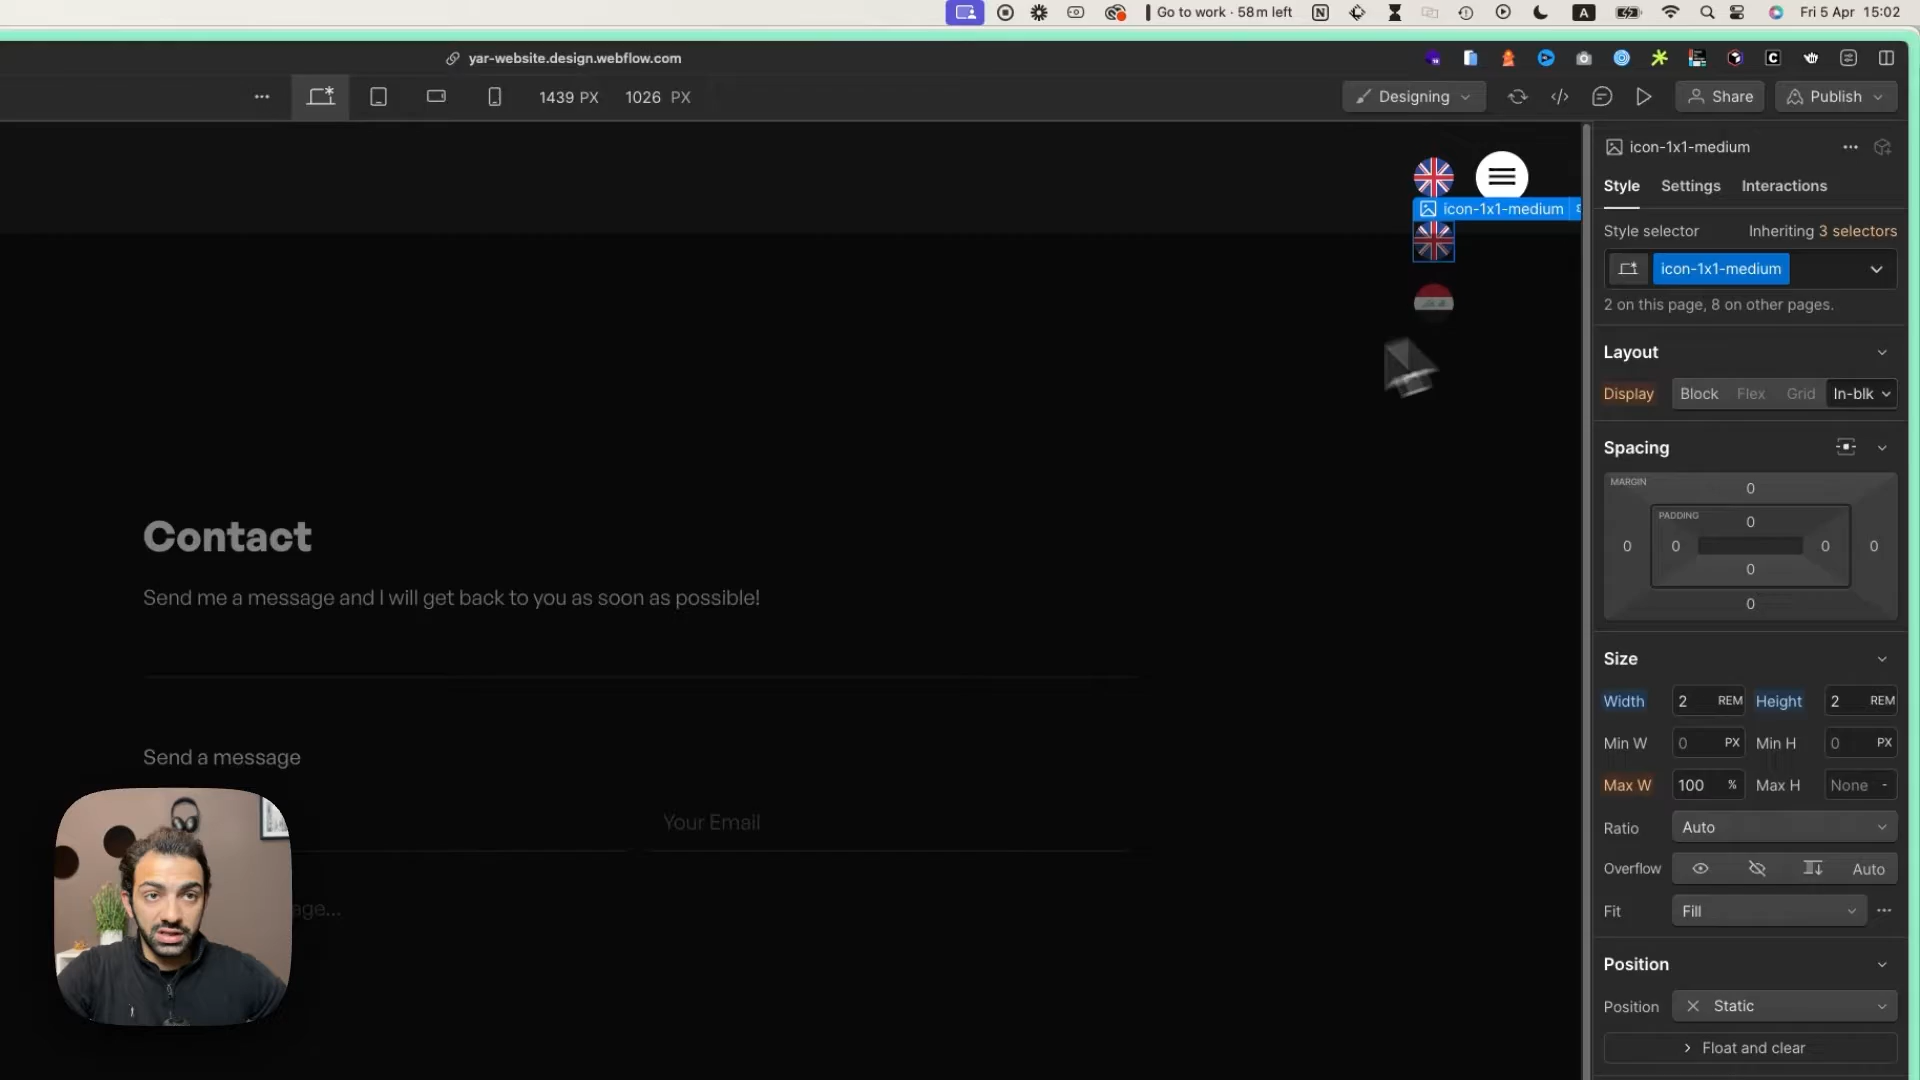 Go to work · 58m left
A
Fri 5 Apr 15:02
yar-website.design.webflow.com
C
1439 PX 1026 PX
Designing
Share
Publish
icon-1x1-medium
Style Settings Interactions
Style selector Inheriting 3 selectors
icon-1x1-medium
2 on this page, 8 on other pages.
icon-1x1-medium
Layout
Display Block Flex Grid In-blk
Spacing
MARGIN
0
PADDING
0
0 0 0 0
0
0
Size
Width 2 REM Height 2 REM
Min W 0 PX Min H 0 PX
Max W 100 % Max H None -
Ratio Auto
Overflow Auto
Fit Fill
Position
Position Static
Float and clear
Contact
Send me a message and I will get back to you as soon as possible!
Send a message
Your Email
age...